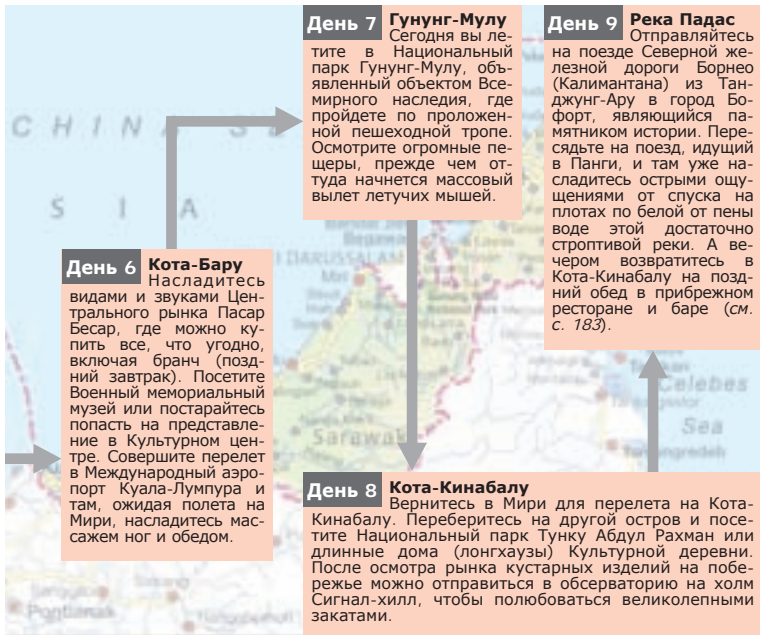 День 6 Кота-Бару
Насладитесь
видами и звуками Цен-
трального рынка Пасар
Бесар, где можно ку-
пить все, что угодно,
включая бранч (позд-
ний завтрак). Посетите
Военный мемориальный
музей или постарайтесь
попасть на представле-
ние в Культурном цен-
тре. Совершите перелет
в Международный аэро-
порт Куала-Лумпура и
там, ожидая полета на
Мири, насладитесь мас-
сажем ног и обедом.
День 7 Гунунг-Мулу
Сегодня вы ле-
тите в Национальный
парк Гунунг-Мулу, объ-
явленный объектом Все-
мирного наследия, где
пройдете по проложен-
ной пешеходной тропе.
Осмотрите огромные пе-
щеры, прежде чем от-
туда начнется массовый
вылет летучих мышей.
День 8 Кота-Кинабалу
Вернитесь в Мири для перелета на Кота-
Кинабалу. Переберитесь на другой остров и посе-
тите Национальный парк Тунку Абдул Рахман или
длинные дома (лонгхаузы) Культурной деревни.
После осмотра рынка кустарных изделий на побе-
режье можно отправиться в обсерваторию на холм
Сигнал-хилл, чтобы полюбоваться великолепными
закатами.
День 9 Река Падас
Отправляйтесь
на поезде Северной же-
лезной дороги Борнео
(Калимантана) из Тан-
джунг-Ару в город Бо-
форт, являющийся па-
мятником истории. Пере-
сядьте на поезд, идущий
в Панги, и там уже на-
сладитесь острыми ощу-
щениями от спуска на
плотах по белой от пены
воде этой достаточно
строптивой реки. А ве-
чером возвратитесь в
Кота-Кинабалу на позд-
ний обед в прибрежном
ресторане и баре (см.
с. 183).
CHINA
SIA
DARUSSALAM
Miri
Sarawak
Celebes
Sea
Pontianak